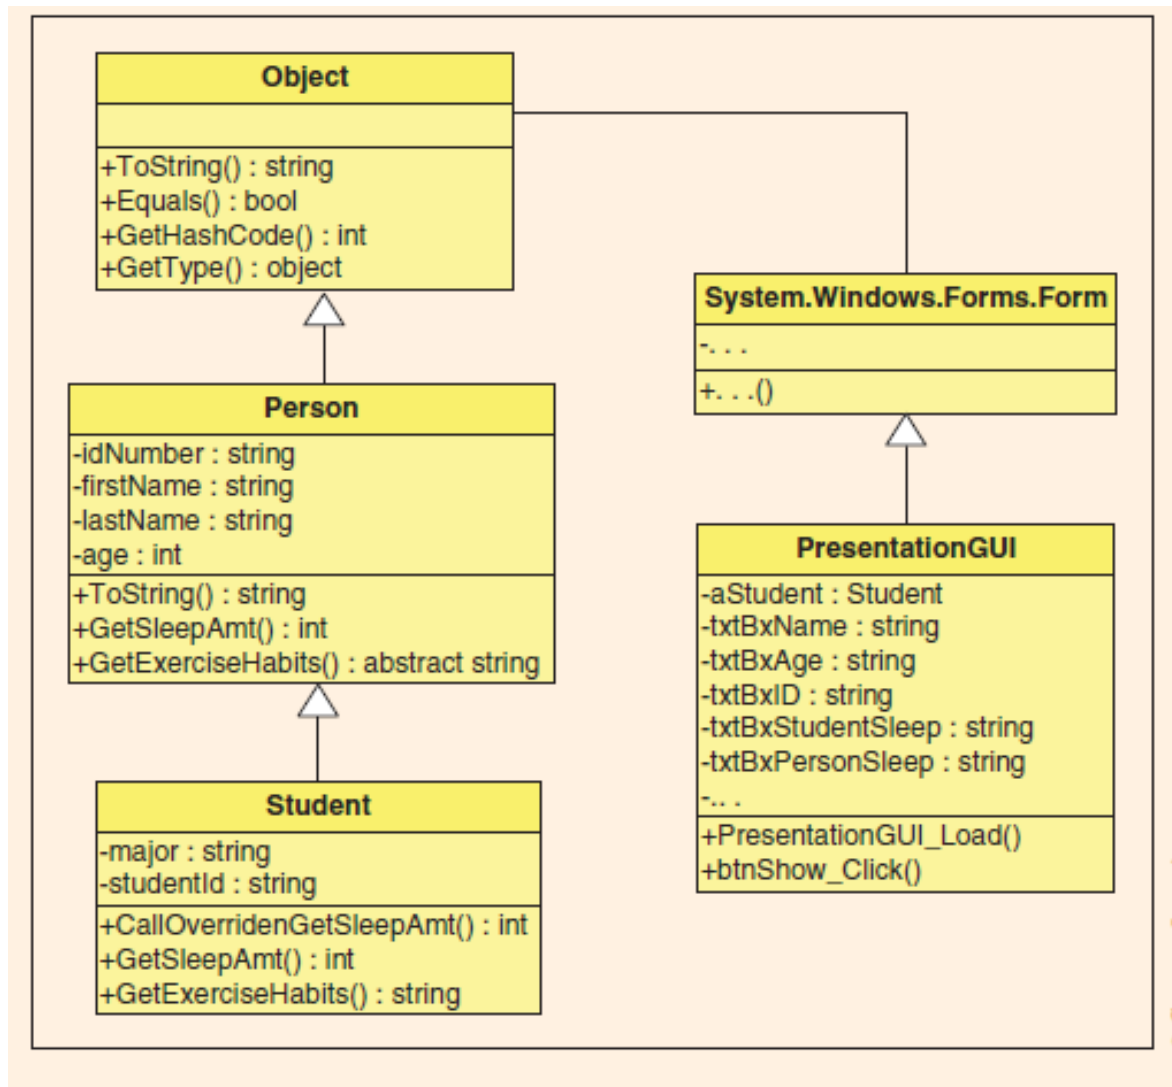 Object
+ToString() : string
+Equals() : bool
+GetHashCode() : int
+GetType() : object
Person
-idNumber : string
-firstName : string
-lastName : string
-age : int
+ToString() : string
+GetSleepAmt() : int
+GetExerciseHabits() : abstract string
Student
-major : string
-studentId : string
+CallOverridenGetSleepAmt() : int
+GetSleepAmt() : int
+GetExerciseHabits() : string
System.Windows.Forms.Form
-. . .
+. . .()
PresentationGUI
-aStudent : Student
-txtBxName : string
-txtBxAge : string
-txtBxID : string
-txtBxStudentSleep : string
-txtBxPersonSleep : string
-.. .
+PresentationGUI_Load()
+btnShow_Click()